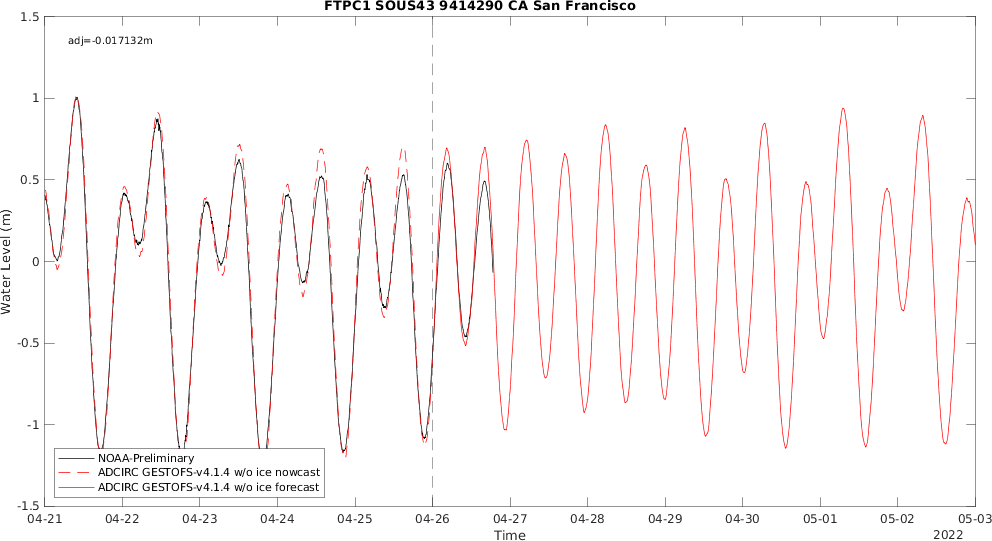 FTPC1 SOUS43 9414290 CA San Francisco
1.5
adj=-0.017132m
1
0.5
0
-0.5
-1
-1.5
Water Level (m)
NOAA-Preliminary
ADCIRC GESTOFS-v4.1.4 w/o ice nowcast
ADCIRC GESTOFS-v4.1.4 w/o ice forecast
04-21 04-22 04-23 04-24 04-25 04-26 04-27 04-28 04-29 04-30 05-01 05-02 05-03
Time
2022